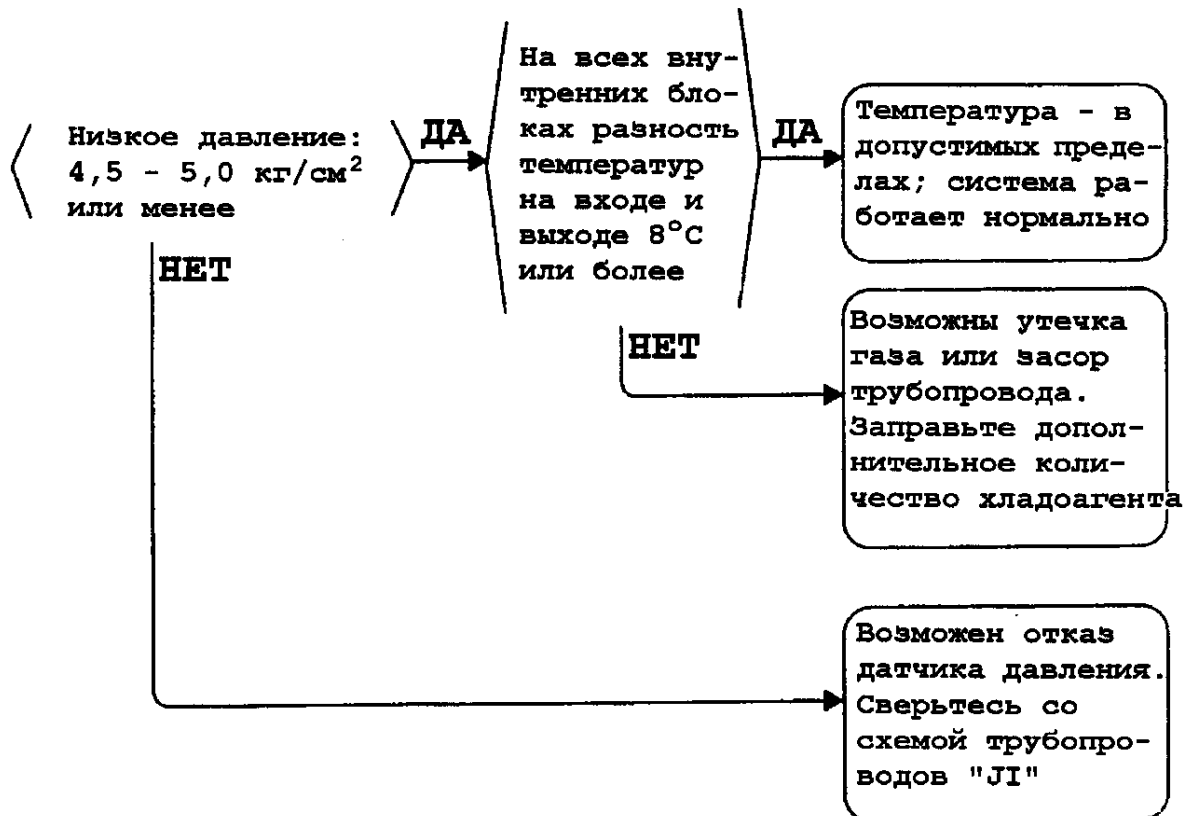 Низкое давление:
4,5 - 5,0 кг/см²
или менее
ДА
НЕТ
На всех вну-
тренних бло-
ках разность
температур
на входе и
выходе 8°C
или более
ДА
НЕТ
Температура - в
допустимых преде-
лах; система ра-
ботает нормально
Возможны утечка
газа или засор
трубопровода.
Заправьте допол-
нительное коли-
чество хладоагента
Возможен отказ
датчика давления.
Сверьтесь со
схемой трубопро-
водов "JI"